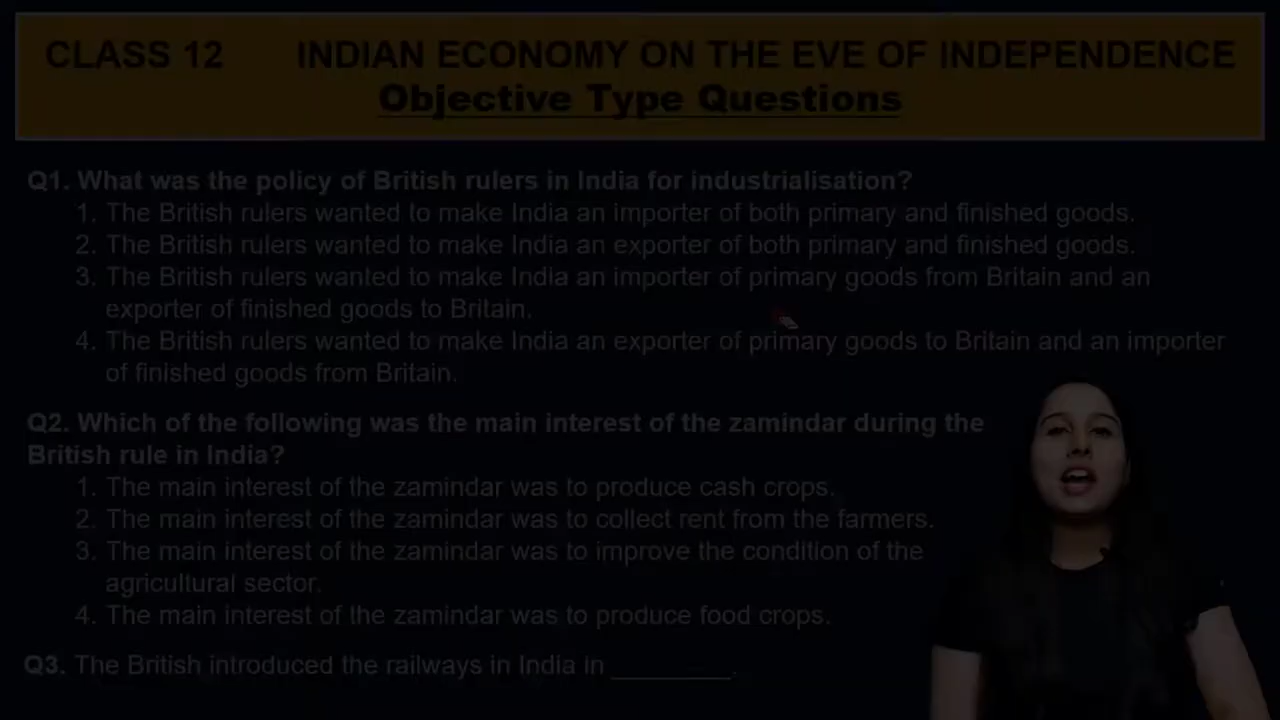 CLASS 12 INDIAN ECONOMY ON THE EVE OF INDEPENDENCE
Objective Type Questions
Q1. What was the policy of British rulers in India for industrialisation?
1. The British rulers wanted to make India an importer of both primary and finished goods.
2. The British rulers wanted to make India an exporter of both primary and finished goods.
3. The British rulers wanted to make India an importer of primary goods from Britain and an
exporter of finished goods to Britain.
4. The British rulers wanted to make India an exporter of primary goods to Britain and an importer
of finished goods from Britain.
Q2. Which of the following was the main interest of the zamindar during the
British rule in India?
1. The main interest of the zamindar was to produce cash crops.
2. The main interest of the zamindar was to collect rent from the farmers.
3. The main interest of the zamindar was to improve the condition of the
agricultural sector.
4. The main interest of the zamindar was to produce food crops.
Q3. The British introduced the railways in India in _________.